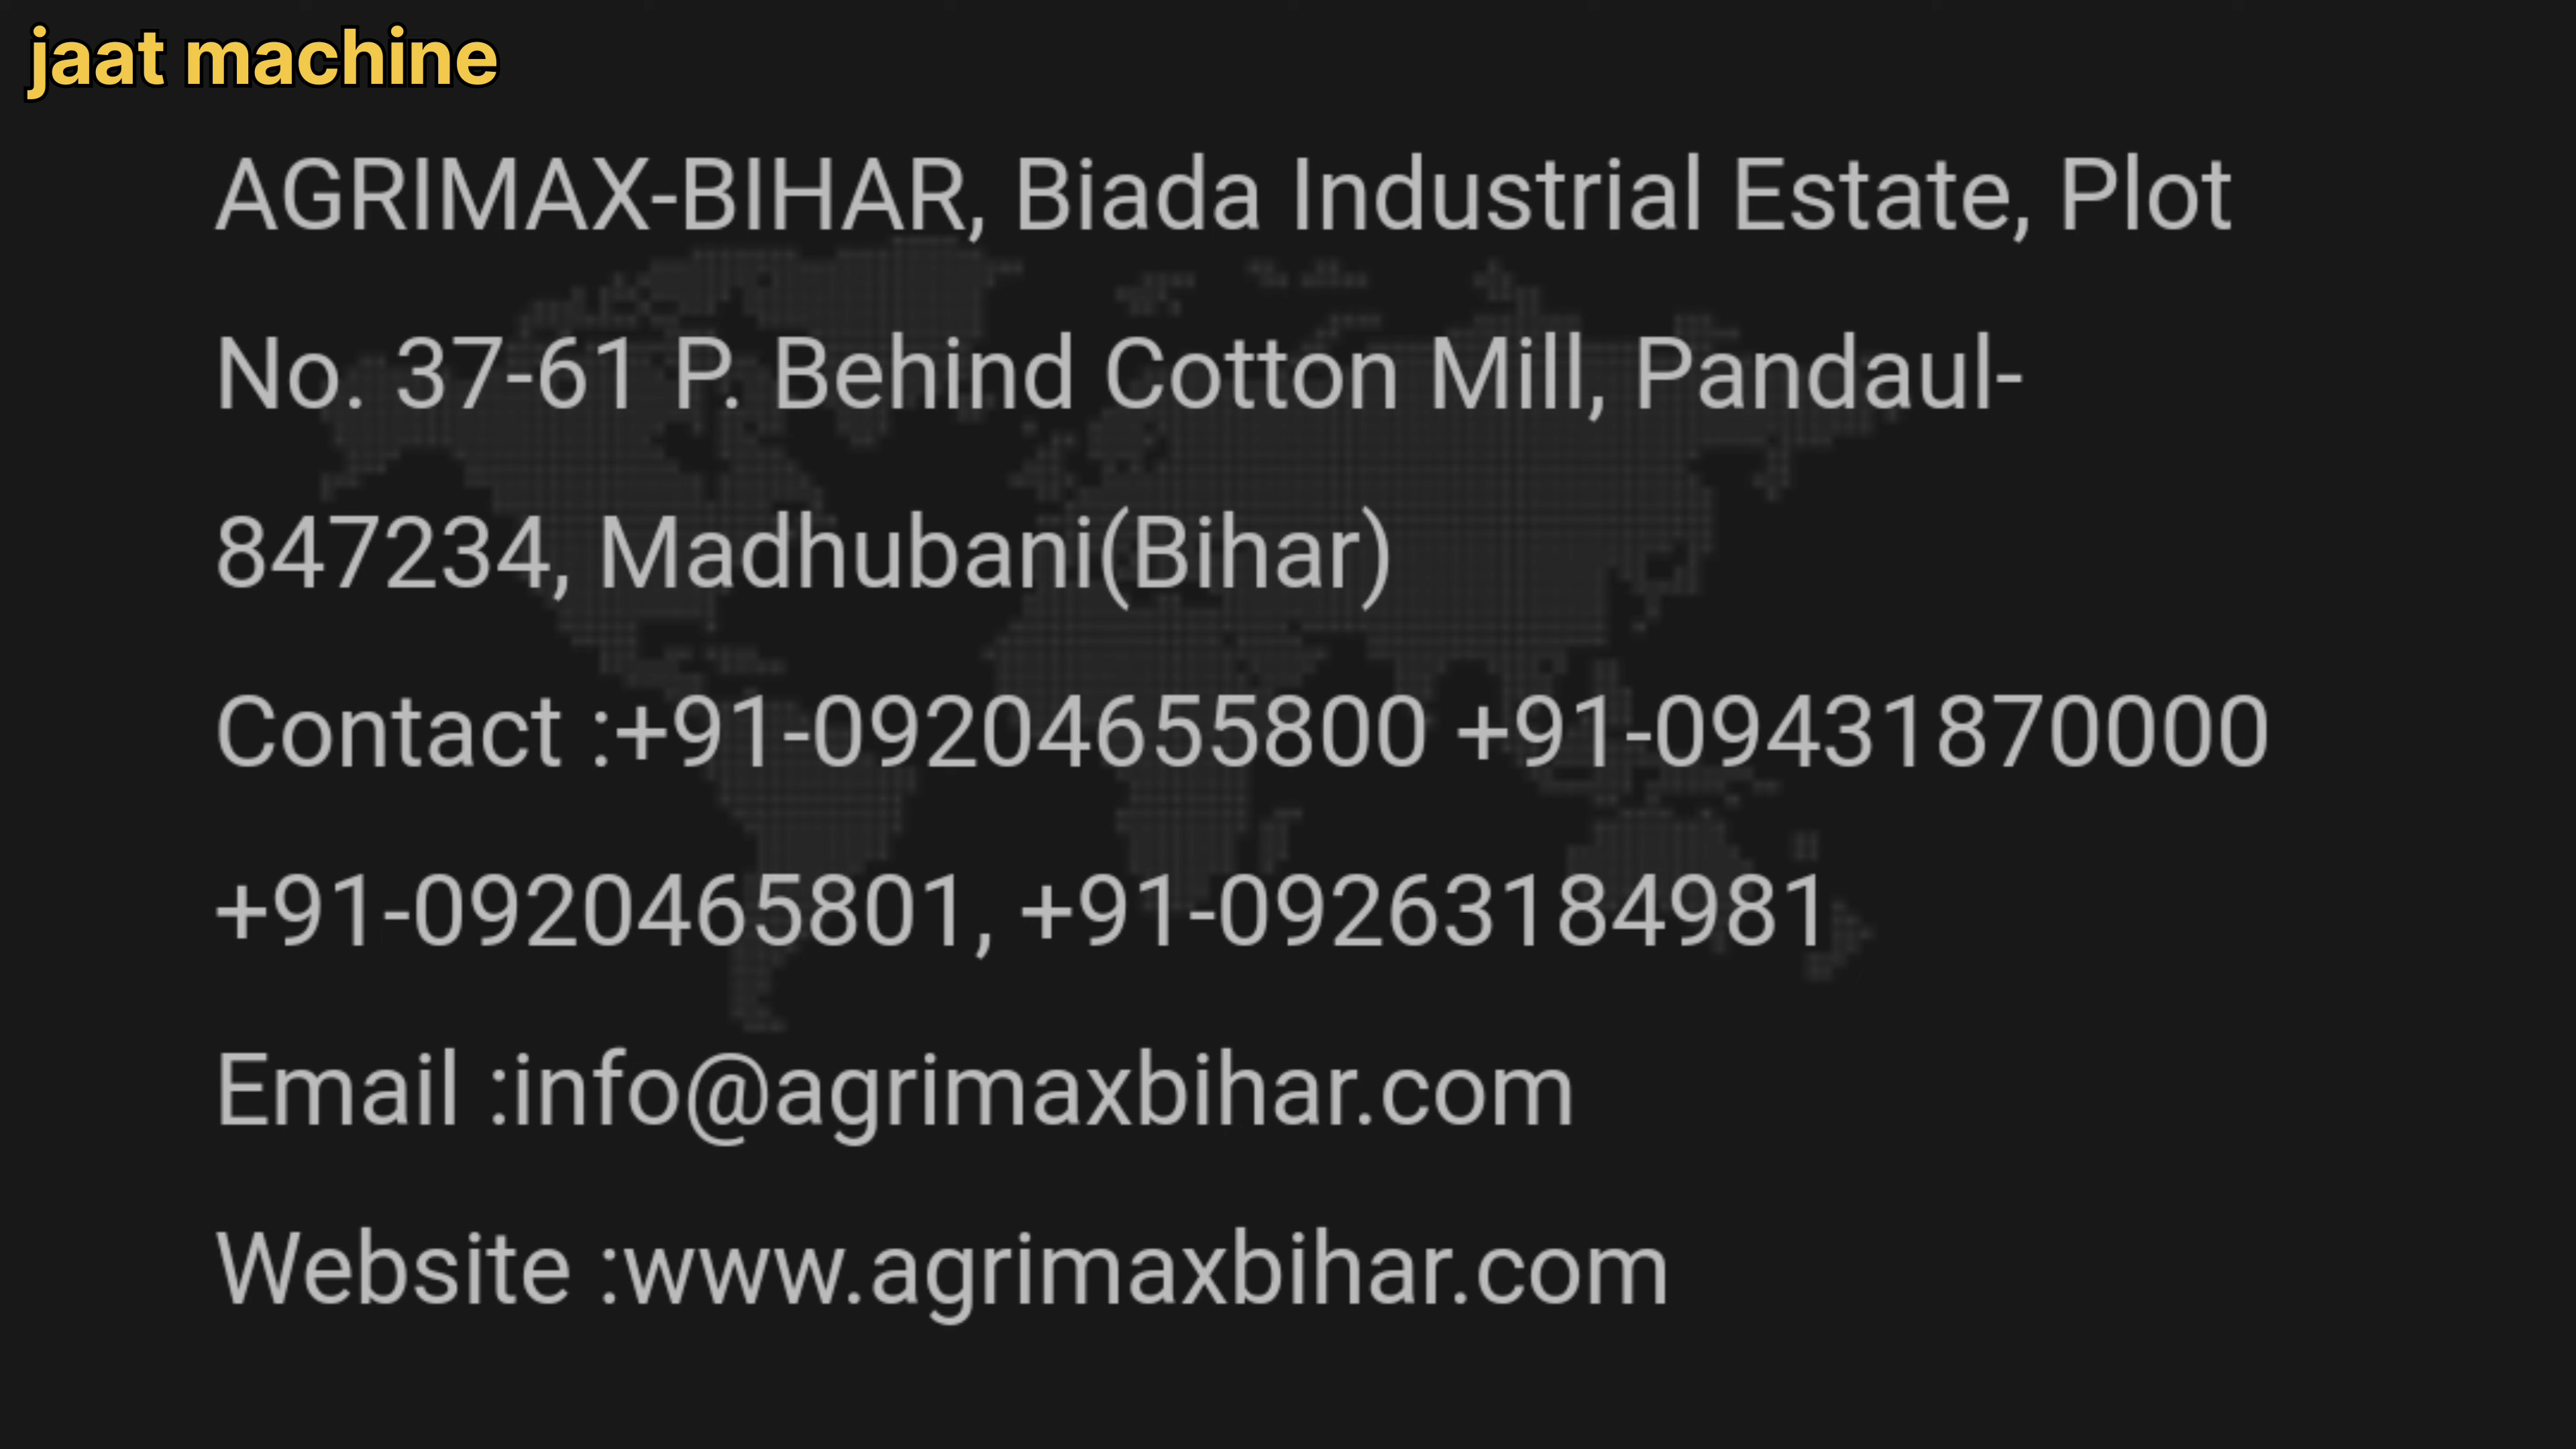 jaat machine
AGRIMAX-BIHAR, Biada Industrial Estate, Plot
No. 37-61 P. Behind Cotton Mill, Pandaul-
847234, Madhubani(Bihar)
Contact :+91-09204655800 +91-09431870000
+91-0920465801, +91-09263184981
Email :info@agrimaxbihar.com
Website :www.agrimaxbihar.com